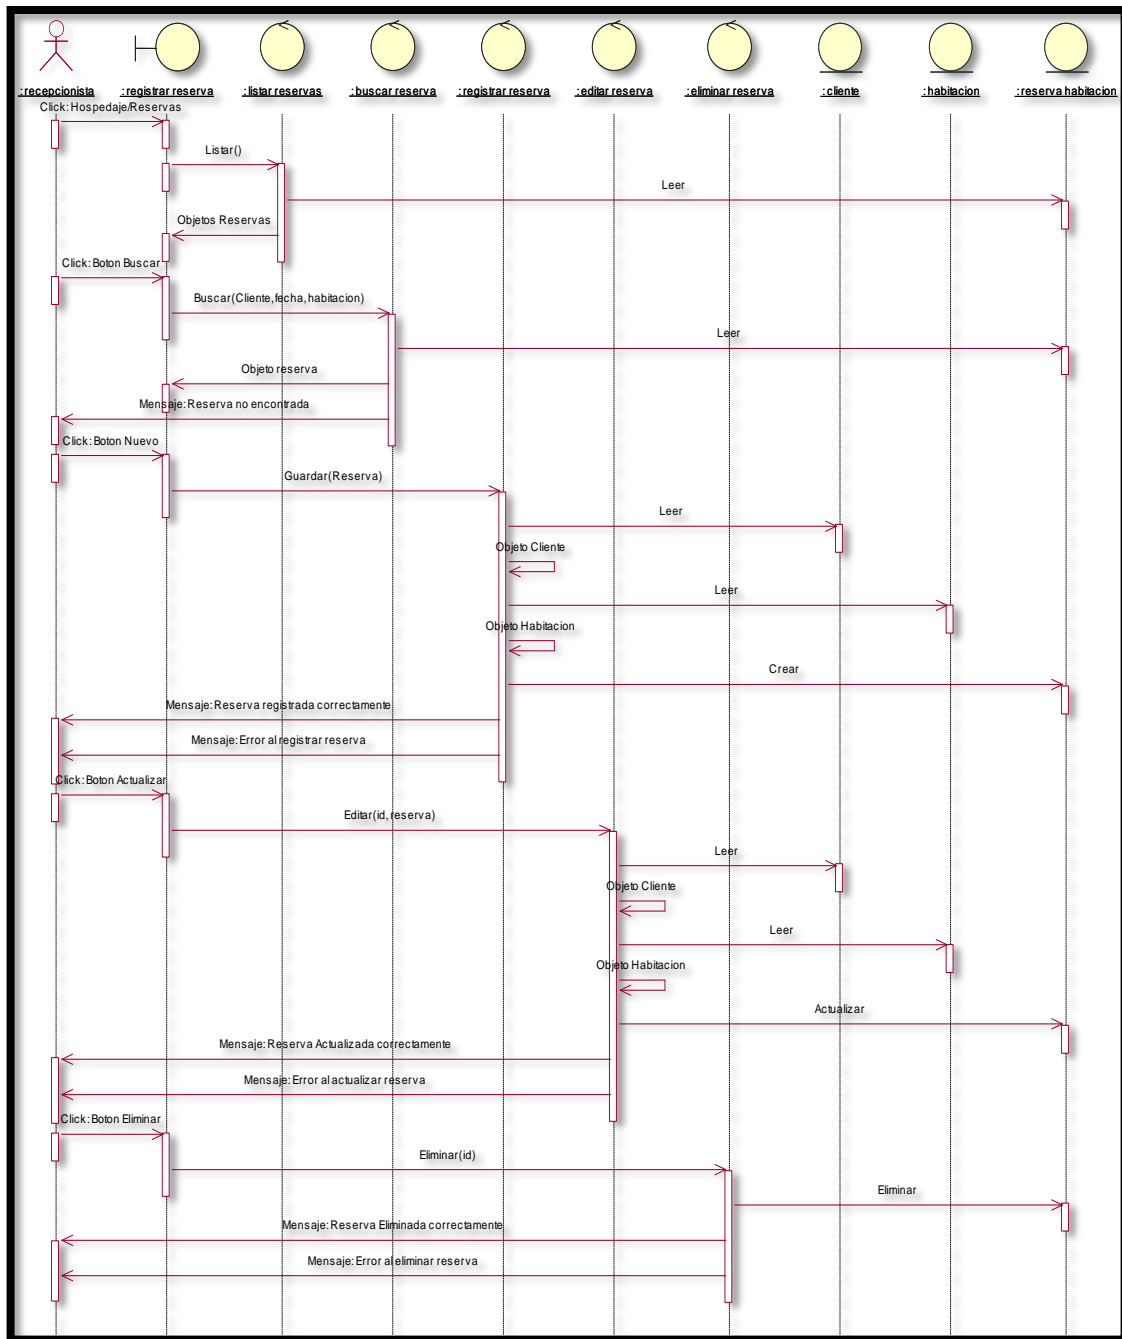 : recepcionista
: registrar reserva
: listar reservas
: buscar reserva
: registrar reserva
: editar reserva
: eliminar reserva
: cliente
: habitacion
: reserva habitacion
Click: Hospedaje/Reservas
Listar()
Leer
Objetos Reservas
Click: Boton Buscar
Buscar(Cliente,fecha,habitacion)
Leer
Objeto reserva
Mensaje: Reserva no encontrada
Click: Boton Nuevo
Guardar(Reserva)
Leer
Objeto Cliente
Leer
Objeto Habitacion
Crear
Mensaje: Reserva registrada correctamente
Mensaje: Error al registrar reserva
Click: Boton Actualizar
Editar(id,reserva)
Leer
Objeto Cliente
Leer
Objeto Habitacion
Actualizar
Mensaje: Reserva Actualizada correctamente
Mensaje: Error al actualizar reserva
Click: Boton Eliminar
Eliminar(id)
Eliminar
Mensaje: Reserva Eliminada correctamente
Mensaje: Error al eliminar reserva